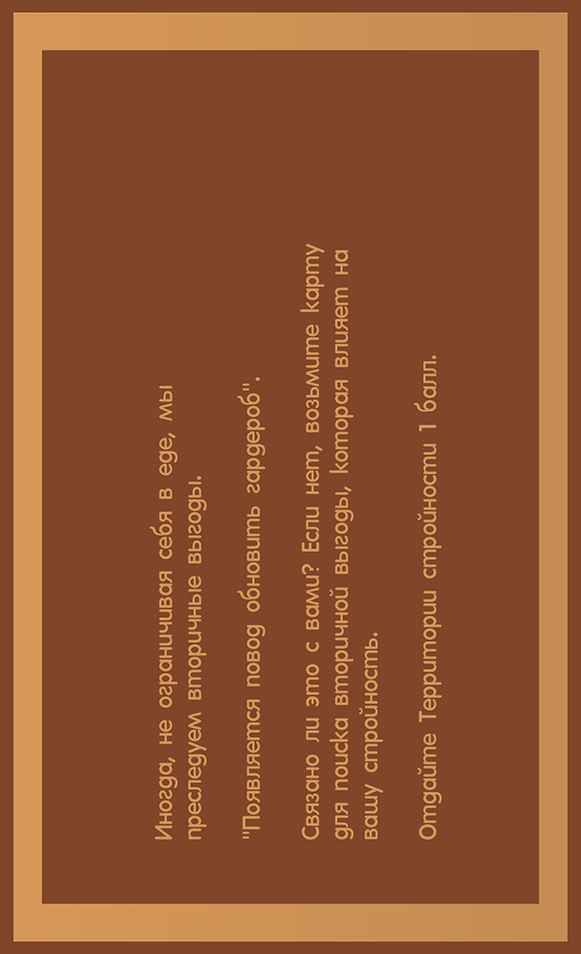 Иногда, не ограничивая себя в еде, мы
преследуем вторичные выгоды.
"Появляется повод обновить гардероб".
Связано ли это с вами? Если нет, возьмите карту
для поиска вторичной выгоды, которая влияет на
вашу стройность.
Отдайте Территории стройности 1 балл.